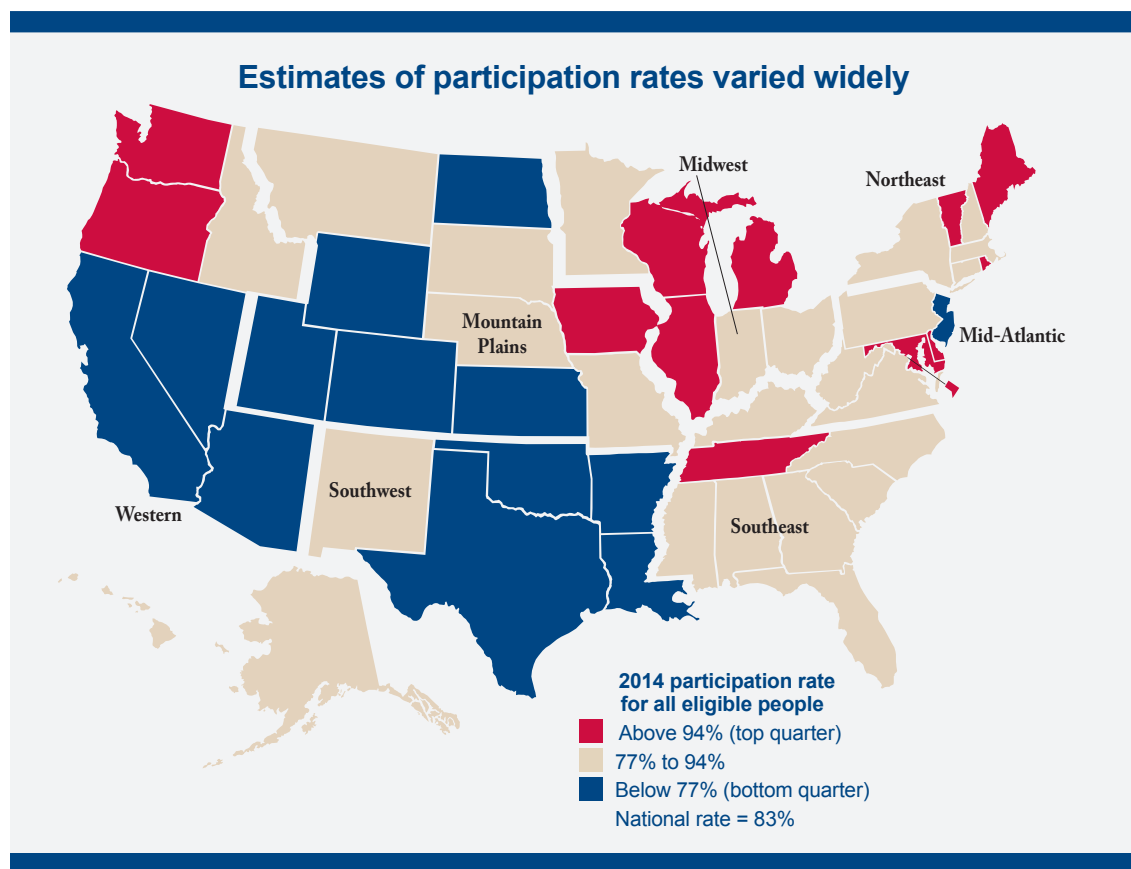 Estimates of participation rates varied widely
Midwest
Northeast
Mountain
Plains
Mid-Atlantic
Southwest
Western
Southeast
2014 participation rate
for all eligible people
Above 94% (top quarter)
77% to 94%
Below 77% (bottom quarter)
National rate = 83%